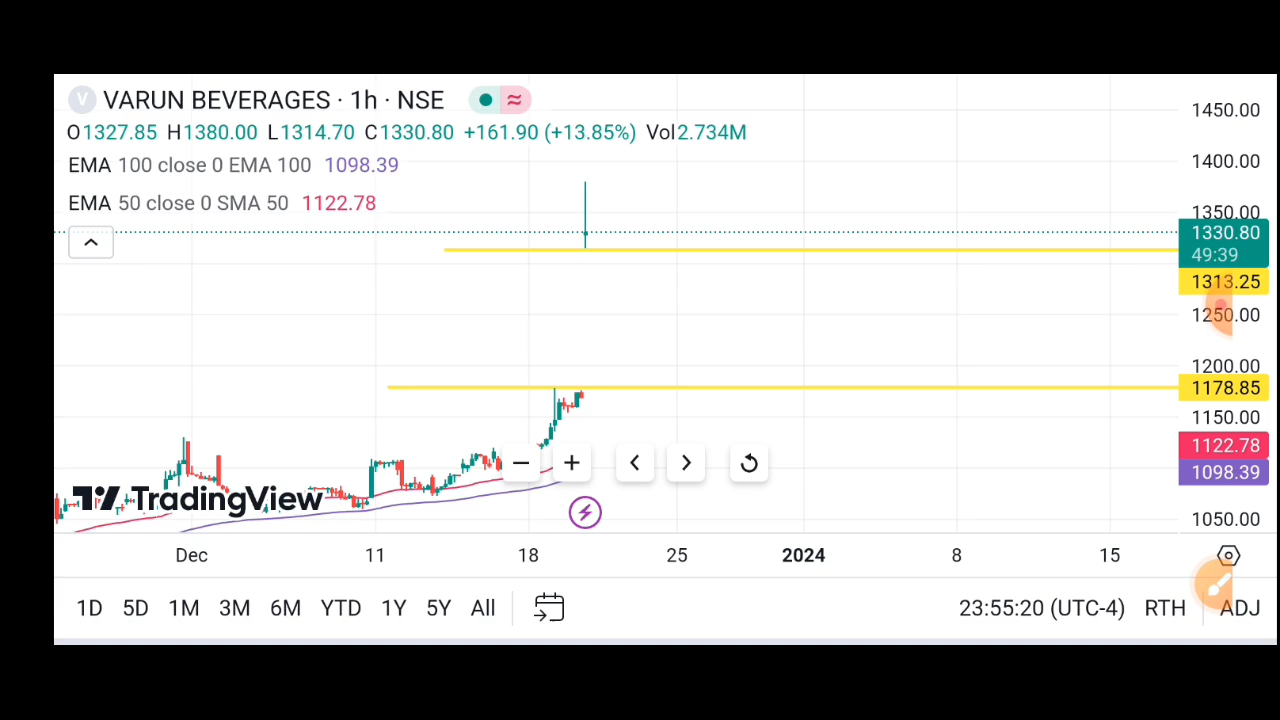 V VARUN BEVERAGES · 1h · NSE
O1327.85 H1380.00 L1314.70 C1330.80 +161.90 (+13.85%) Vol2.734M
EMA 100 close 0 EMA 100 1098.39
EMA 50 close 0 SMA 50 1122.78
1450.00
1400.00
1350.00
1330.80
49:39
1313.25
1250.00
1200.00
1178.85
1150.00
1122.78
1098.39
1050.00
TradingView
Dec 11 18 25 2024 8 15
1D 5D 1M 3M 6M YTD 1Y 5Y All 23:55:20 (UTC-4) RTH ADJ